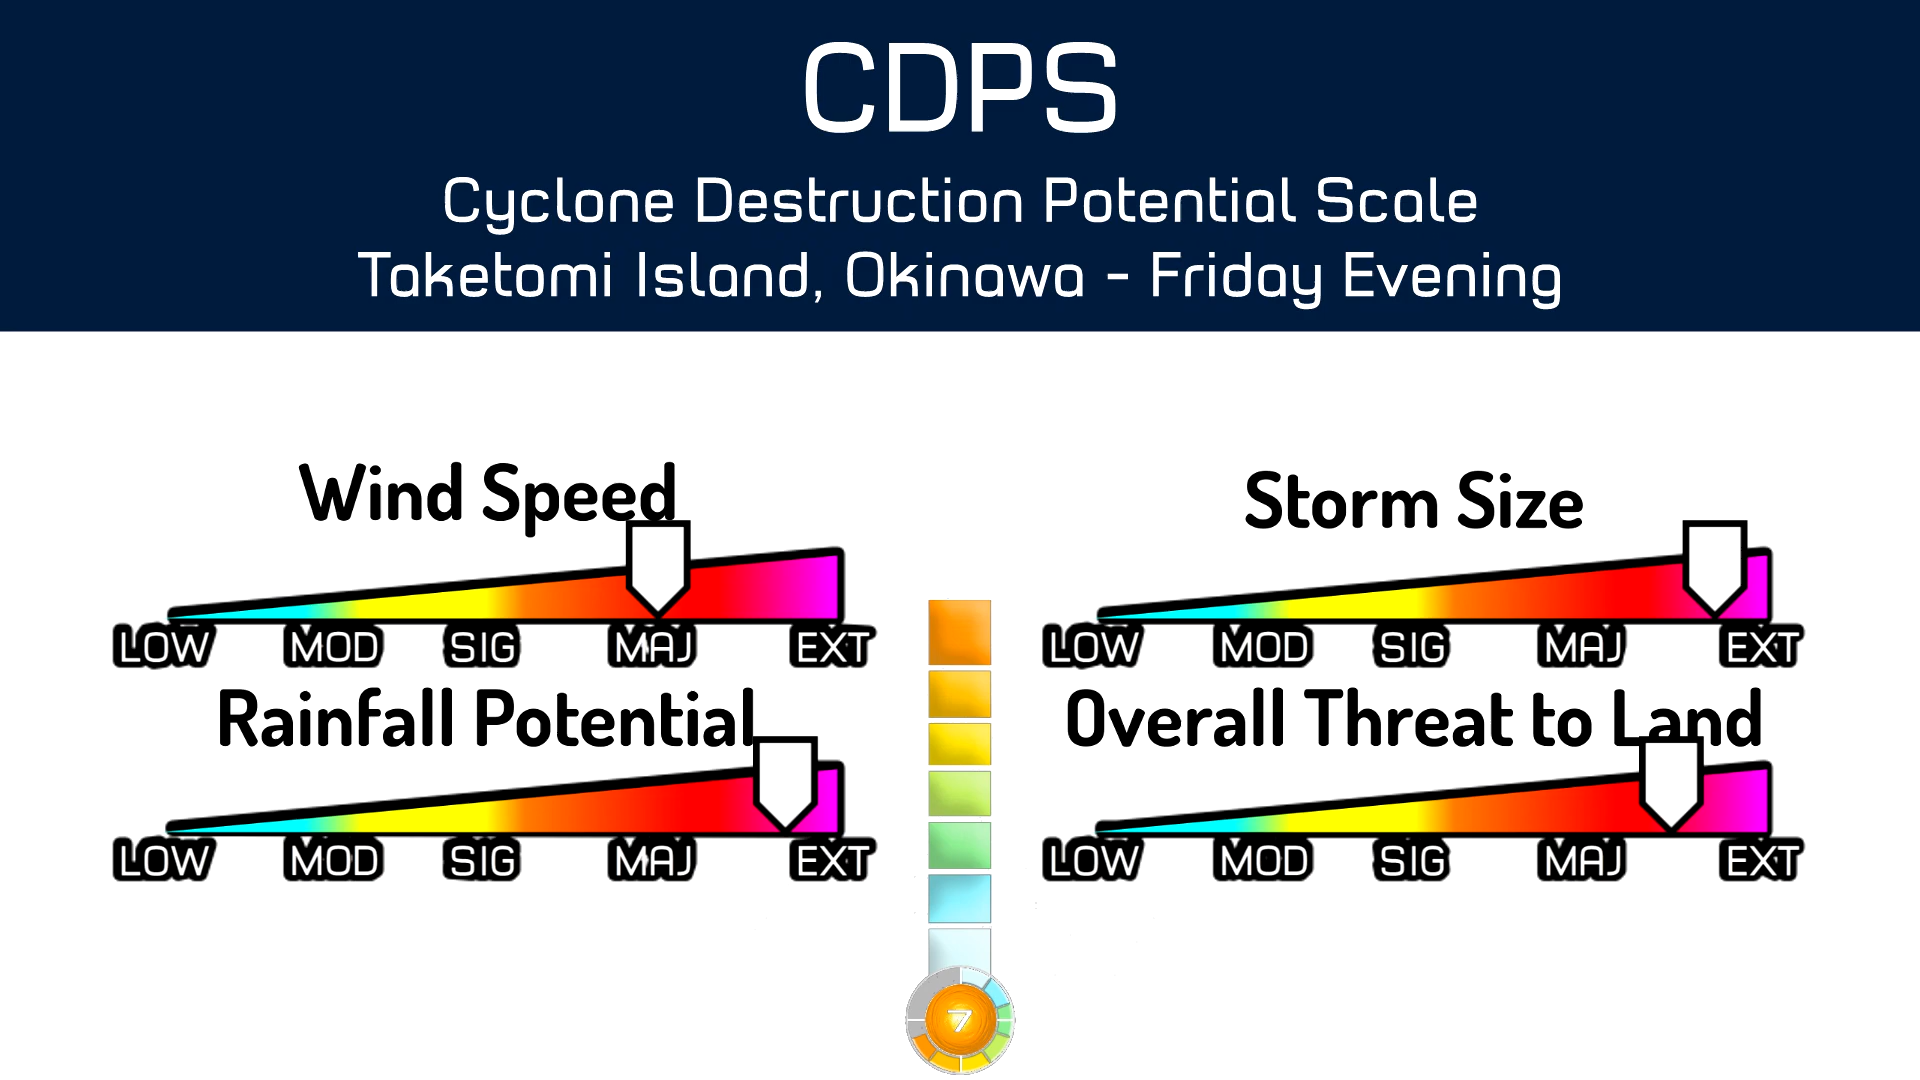 CDPS
Cyclone Destruction Potential Scale
Taketomi Island, Okinawa - Friday Evening
Wind Speed
LOW MOD SIG MAJ EXT
Storm Size
LOW MOD SIG MAJ EXT
Rainfall Potential
LOW MOD SIG MAJ EXT
Overall Threat to Land
LOW MOD SIG MAJ EXT
7